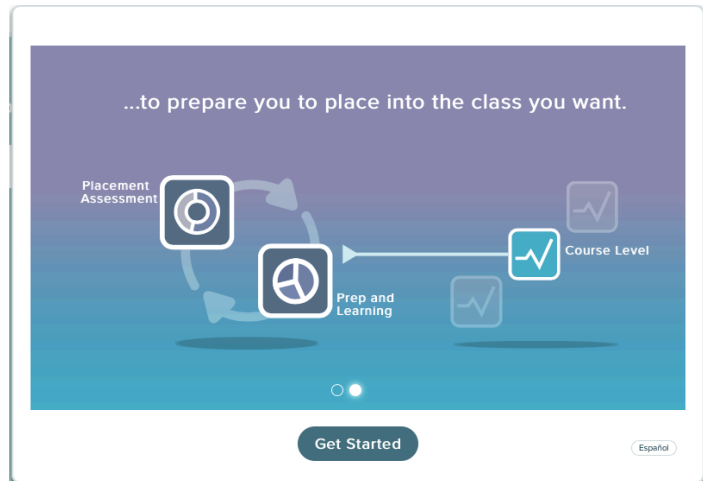 ...to prepare you to place into the class you want.
Placement
Assessment
Course Level
Prep and
Learning
Get Started
Español